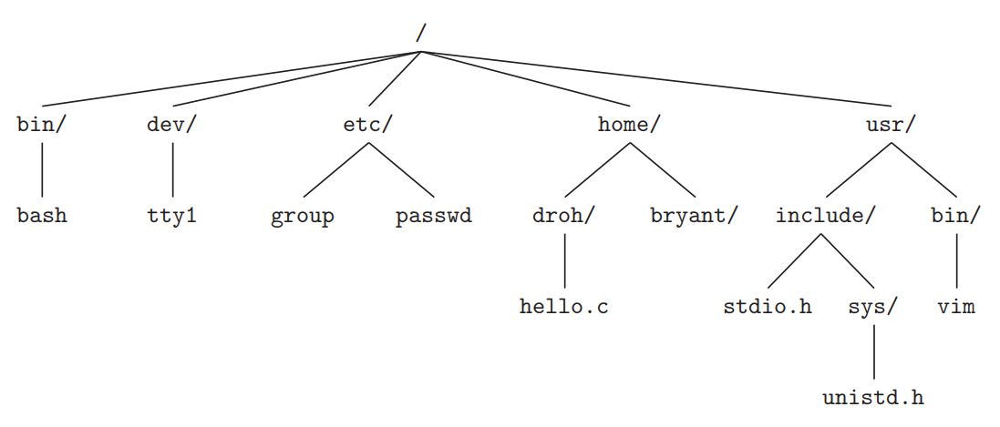 /
bin/ dev/ etc/ home/ usr/
bash tty1 group passwd droh/ bryant/ include/ bin/
hello.c stdio.h sys/ vim
unistd.h